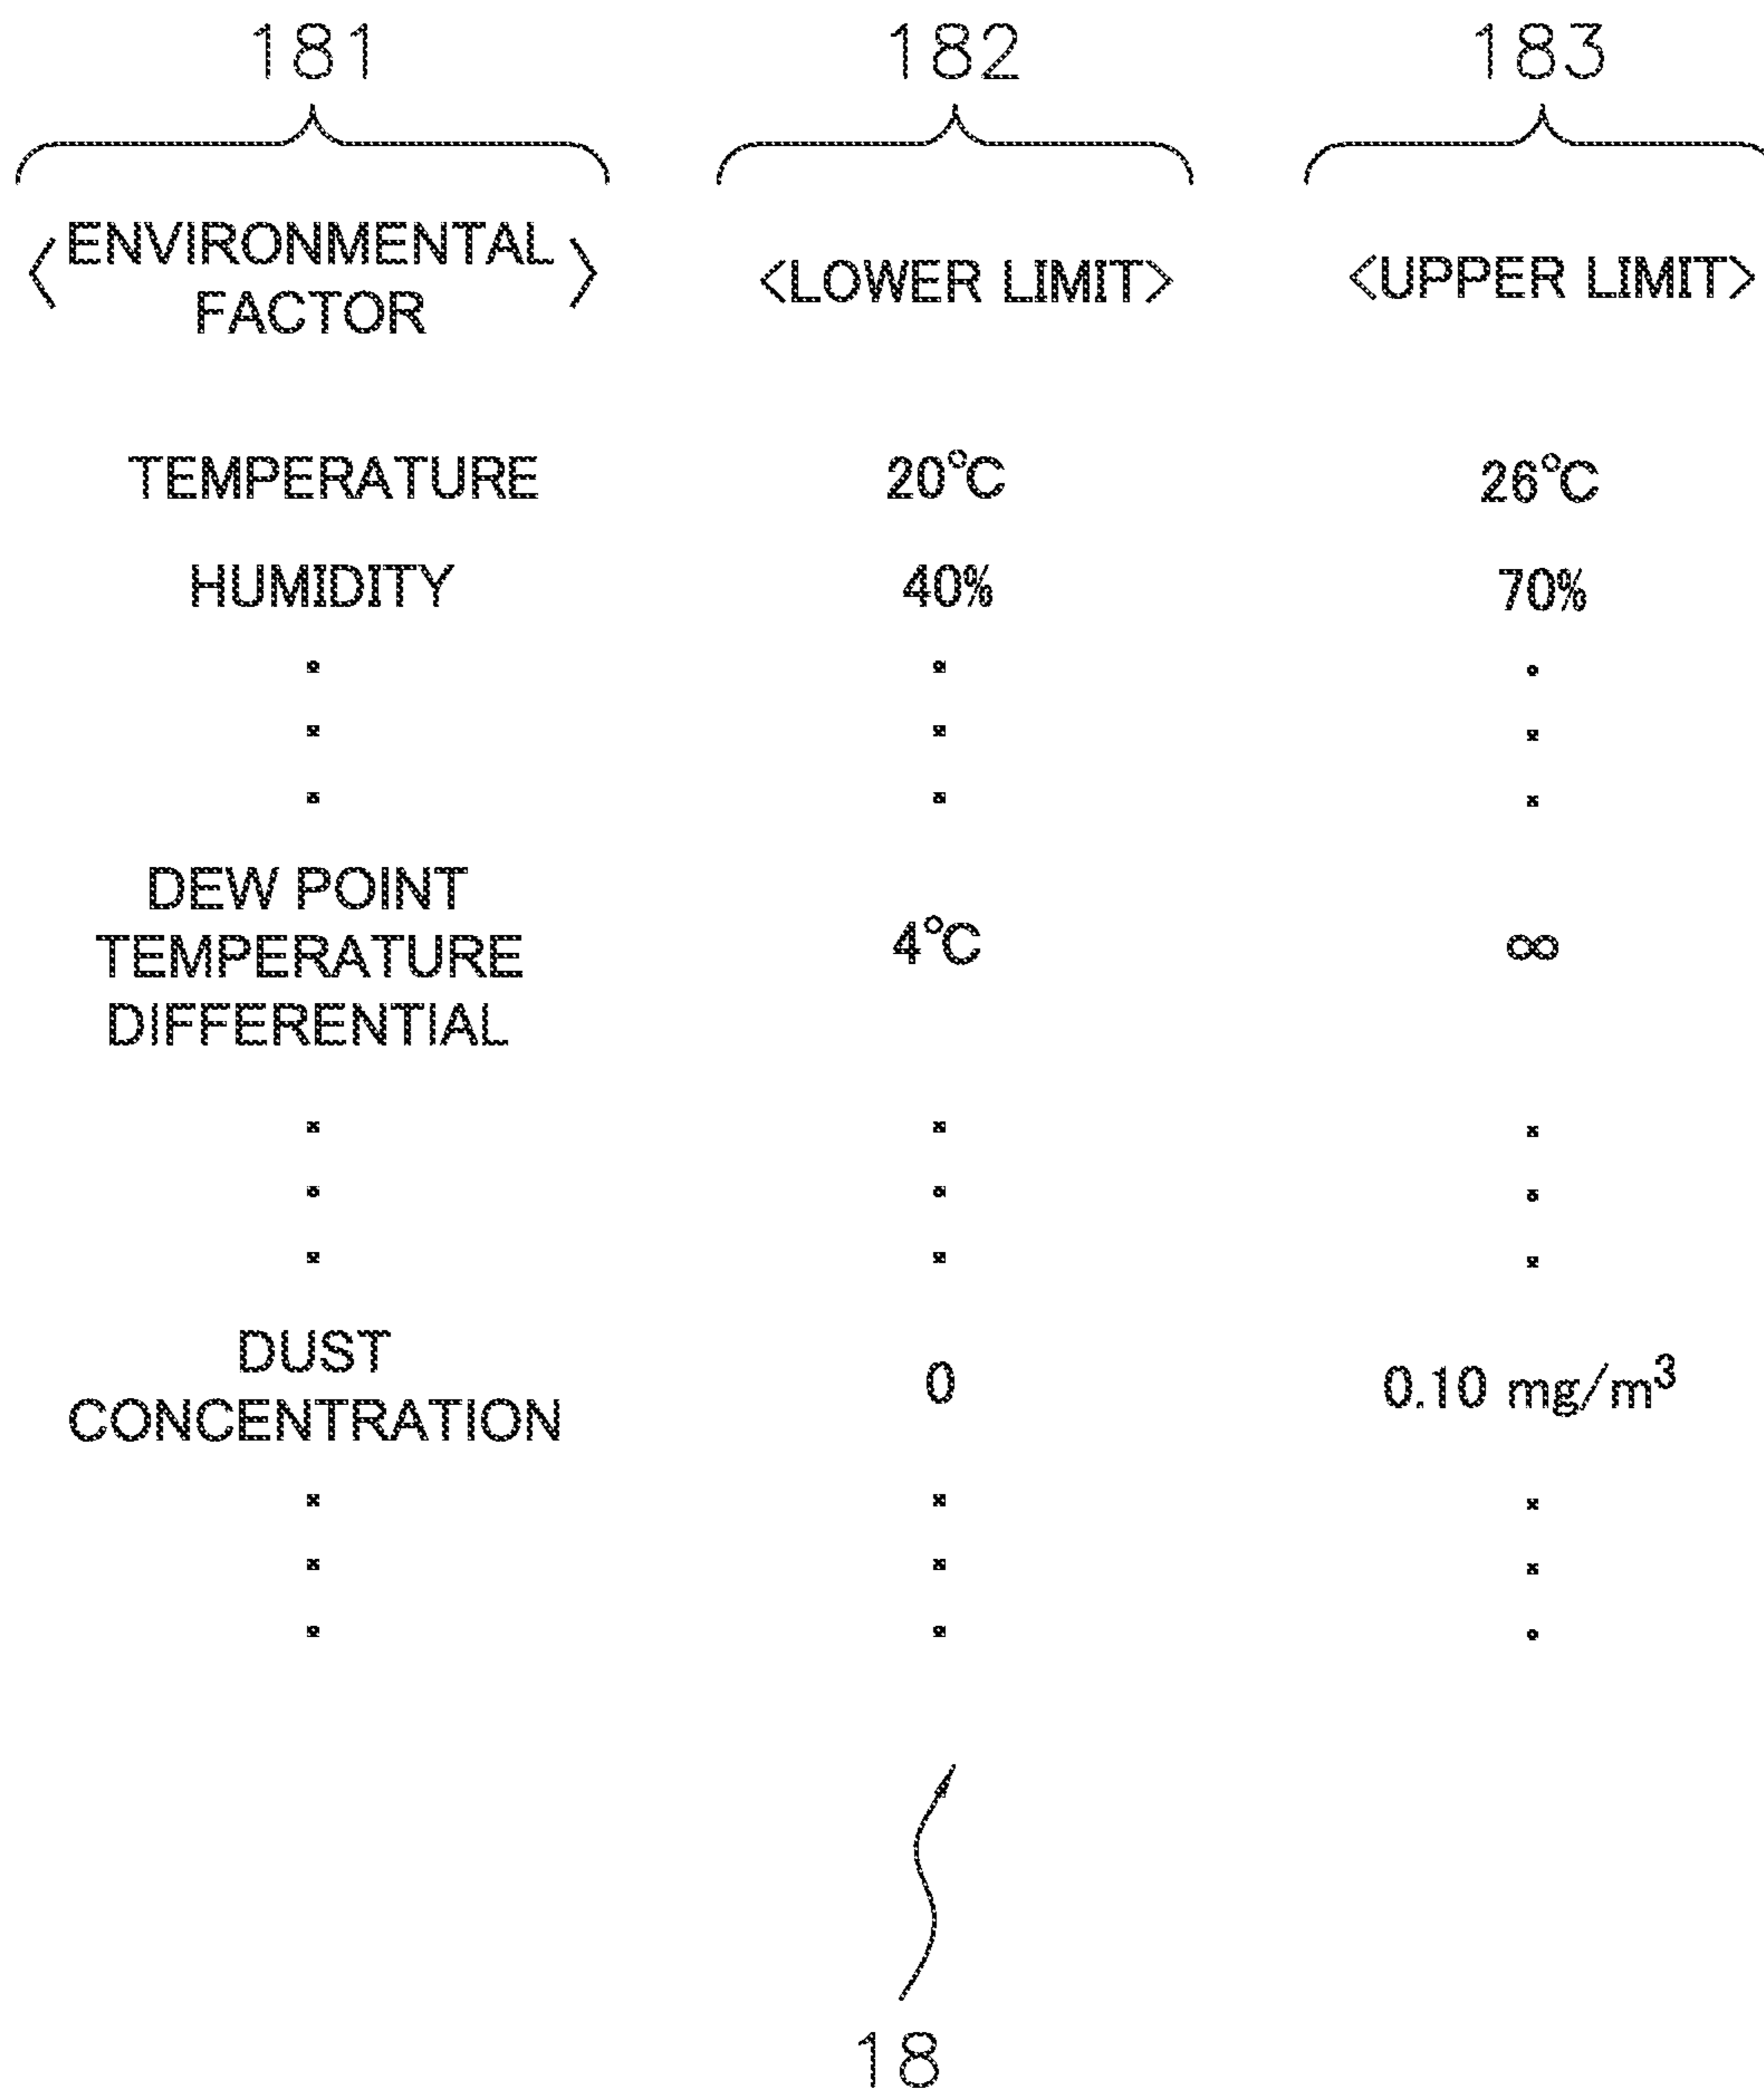 181 182 183
〈ENVIRONMENTAL FACTOR〉 <LOWER LIMIT> <UPPER LIMIT>
TEMPERATURE 20℃ 26℃
HUMIDITY 40% 70%
DEW POINT
TEMPERATURE 4℃ ∞
DIFFERENTIAL
DUST
CONCENTRATION 0 0.10 mg/m³
18